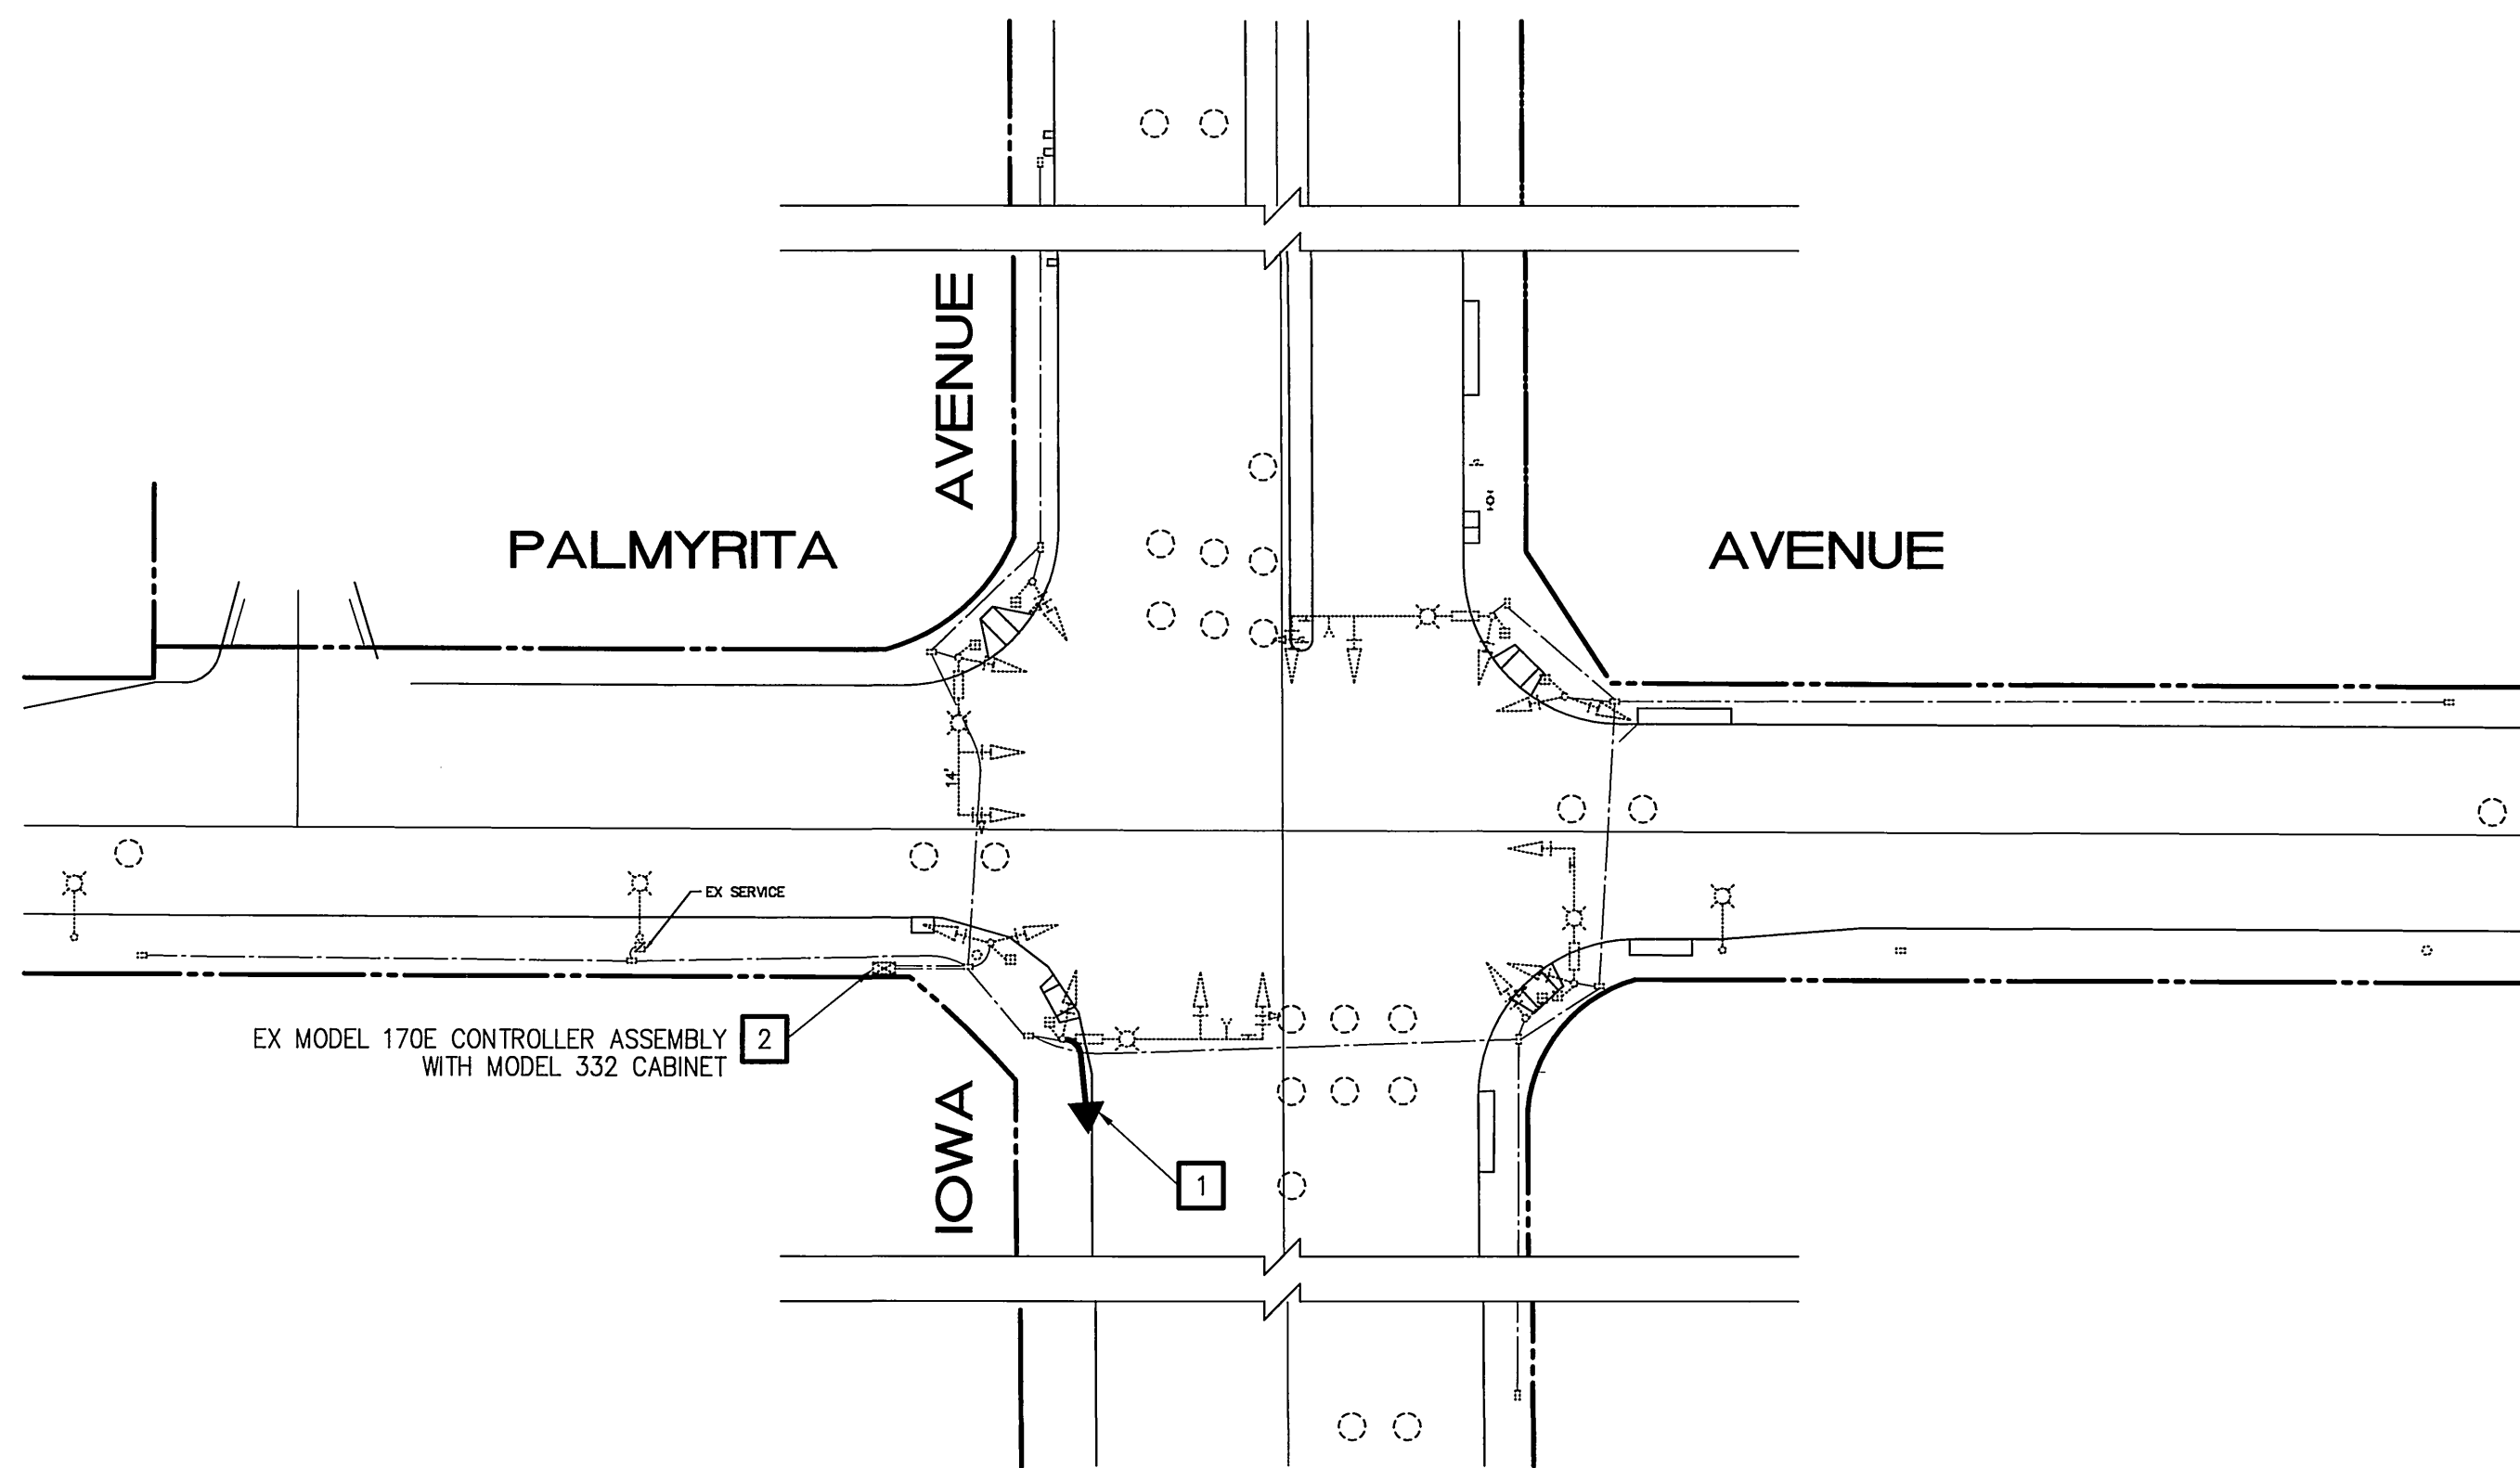 AVENUE
PALMYRITA
AVENUE
14'
EX SERVICE
EX MODEL 170E CONTROLLER ASSEMBLY
WITH MODEL 332 CABINET
2
IOWA
1